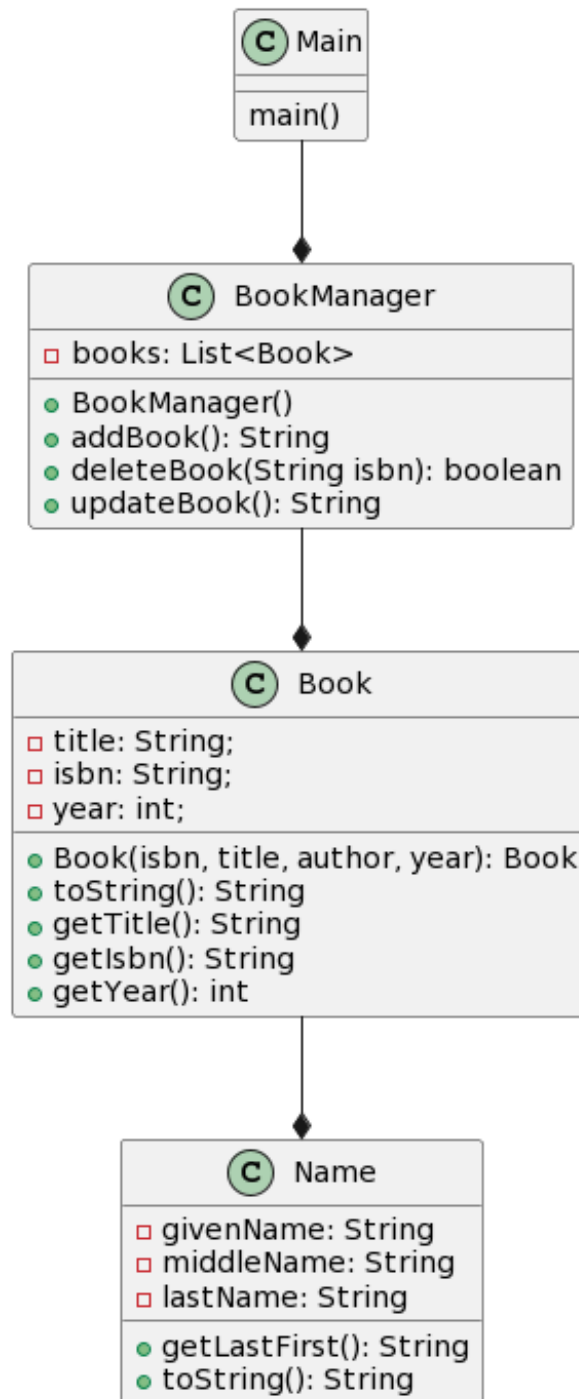 C Main
main()
C BookManager
books: List<Book>
BookManager()
addBook(): String
deleteBook(String isbn): boolean
updateBook(): String
C Book
title: String;
isbn: String;
year: int;
Book(isbn, title, author, year): Book
toString(): String
getTitle(): String
getIsbn(): String
getYear(): int
C Name
givenName: String
middleName: String
lastName: String
getLastFirst(): String
toString(): String